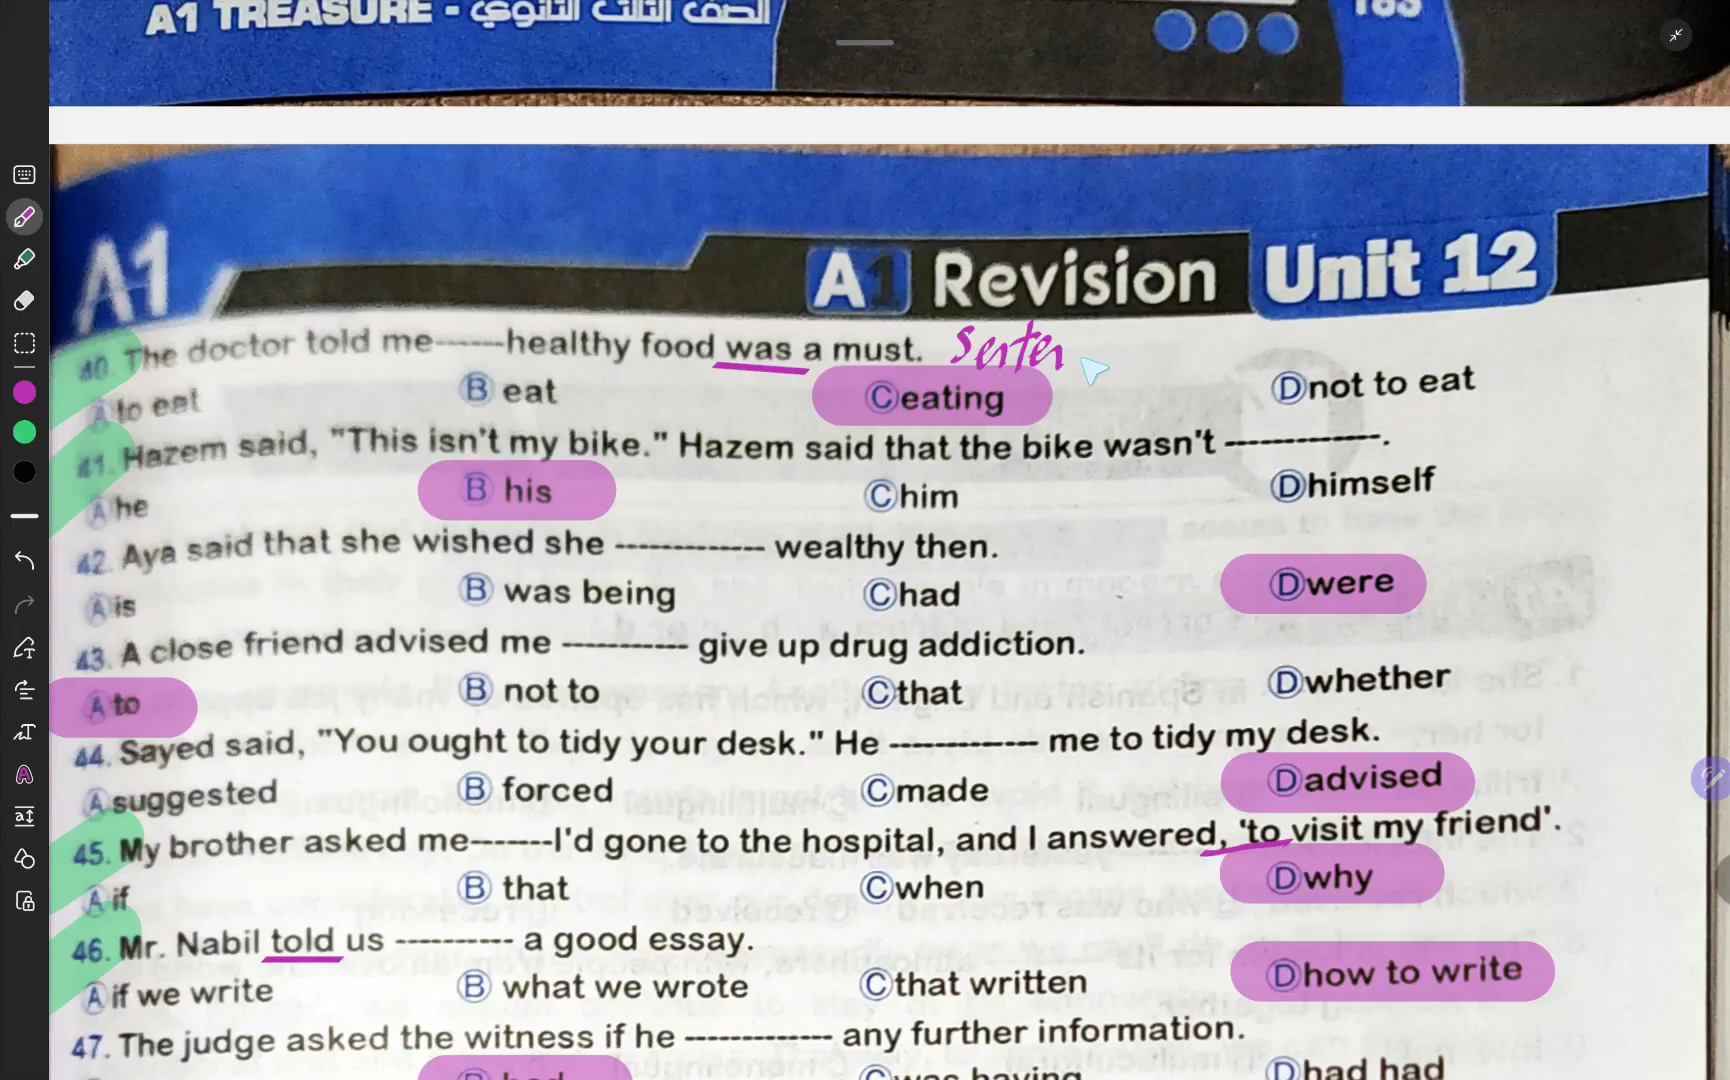 A1 TREASURE - الصف الثالث الثانوي
183
A1
A1 Revision Unit 12
40. The doctor told me------healthy food was a must. senten
A to eat B eat C eating D not to eat
41. Hazem said, "This isn't my bike." Hazem said that the bike wasn't -------------.
A he B his C him D himself
42. Aya said that she wished she ------------- wealthy then.
A is B was being C had D were
43. A close friend advised me ----------- give up drug addiction.
A to B not to C that D whether
44. Sayed said, "You ought to tidy your desk." He ------------- me to tidy my desk.
A suggested B forced C made D advised
45. My brother asked me-------I'd gone to the hospital, and I answered, 'to visit my friend'.
A if B that C when D why
46. Mr. Nabil told us ---------- a good essay.
A if we write B what we wrote C that written D how to write
47. The judge asked the witness if he ------------- any further information.
B had C was having D had had